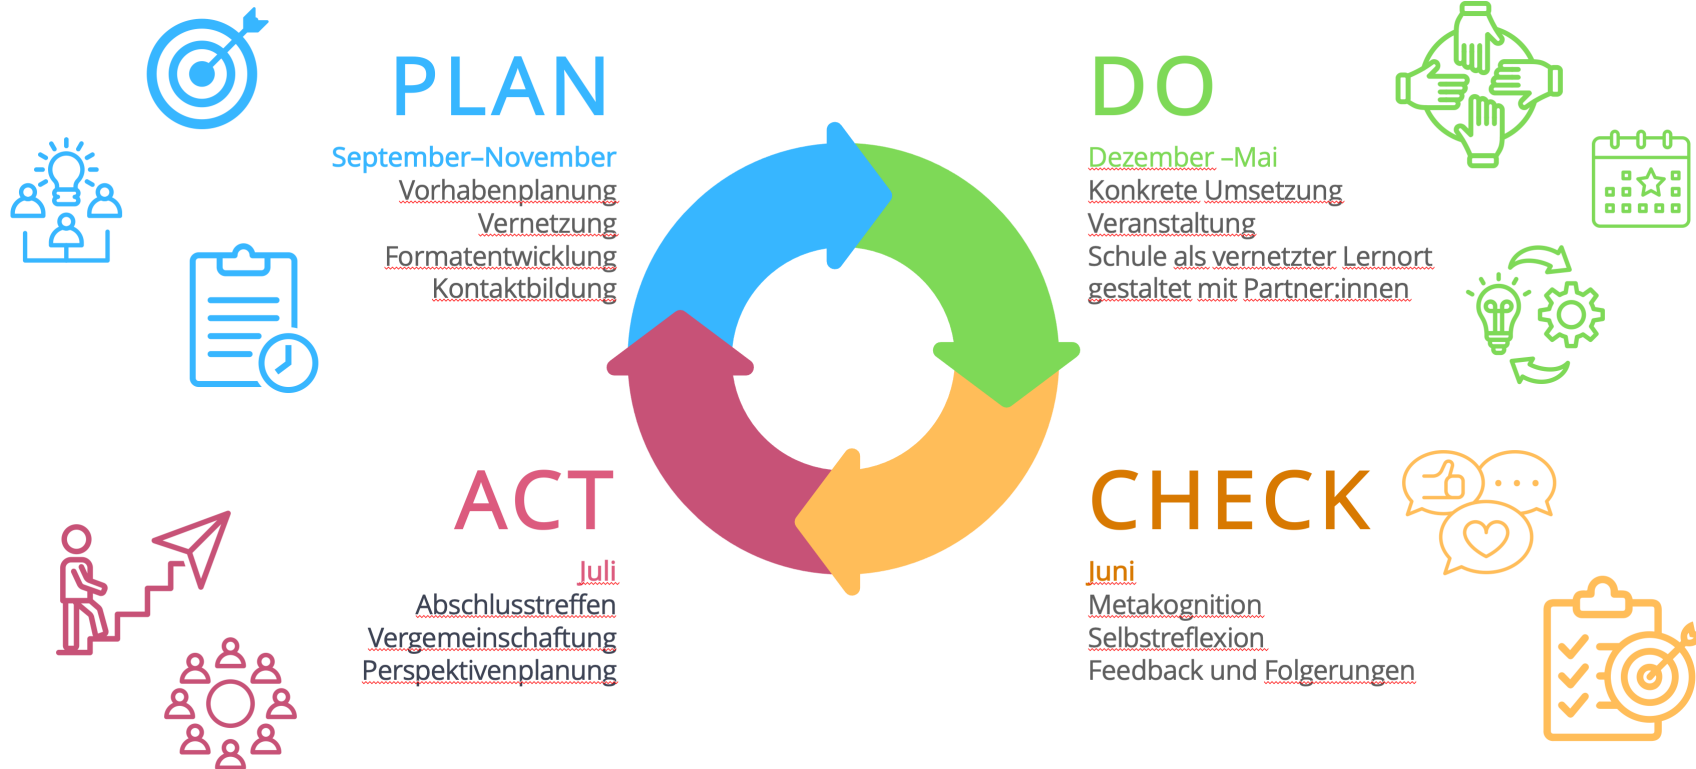 PLAN
September–November
Vorhabenplanung
Vernetzung
Formatentwicklung
Kontaktbildung
DO
Dezember –Mai
Konkrete Umsetzung
Veranstaltung
Schule als vernetzter Lernort
gestaltet mit Partner:innen
ACT
Juli
Abschlusstreffen
Vergemeinschaftung
Perspektivenplanung
CHECK
Juni
Metakognition
Selbstreflexion
Feedback und Folgerungen